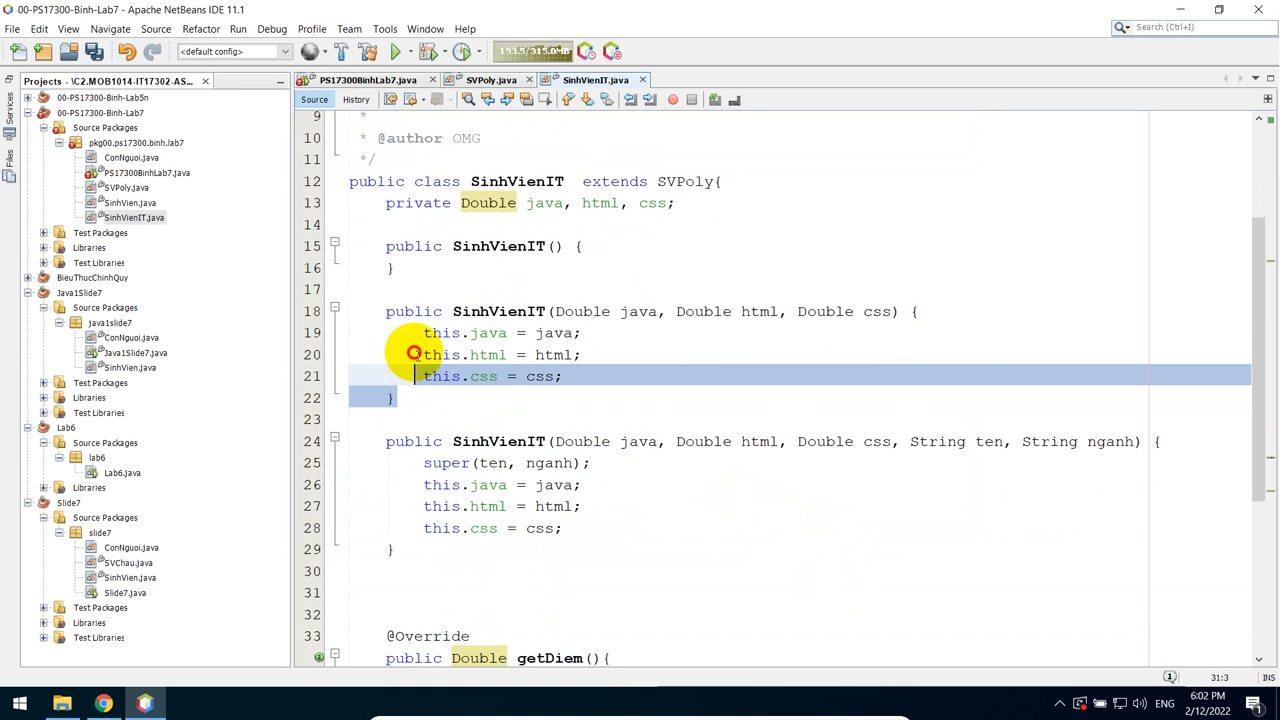 00-PS17300-Binh-Lab7 - Apache NetBeans IDE 11.1
File Edit View Navigate Source Refactor Run Debug Profile Team Tools Window Help
Search (Ctrl+I)
<default config>
193.5/315.0MB
Projects - \C2.MOB1014-IT17302-AS...
PS17300BinhLab7.java
SVPoly.java
SinhVienIT.java
Source
History
Services
Files
00-PS17300-Binh-Lab5n
00-PS17300-Binh-Lab7
Source Packages
pkg00.ps17300.binh.lab7
ConNguoi.java
PS17300BinhLab7.java
SVPoly.java
SinhVien.java
SinhVienIT.java
Test Packages
Libraries
Test Libraries
BieuThucChinhQuy
Java1Slide7
Source Packages
java1slide7
ConNguoi.java
Java1Slide7.java
SinhVien.java
Test Packages
Libraries
Test Libraries
Lab6
Source Packages
lab6
Lab6.java
Libraries
Slide7
Source Packages
slide7
ConNguoi.java
SVChau.java
SinhVien.java
Slide7.java
Test Packages
Libraries
Test Libraries
9 *
10 * @author OMG
11 */
12 public class SinhVienIT  extends SVPoly{
13 private Double java, html, css;
14
15 public SinhVienIT() {
16 }
17
18 public SinhVienIT(Double java, Double html, Double css) {
19 this.java = java;
20 this.html = html;
21 this.css = css;
22 }
23
24 public SinhVienIT(Double java, Double html, Double css, String ten, String nganh) {
25 super(ten, nganh);
26 this.java = java;
27 this.html = html;
28 this.css = css;
29 }
30
31
32
33 @Override
public Double getDiem(){
1
31:3
INS
ENG
6:02 PM
2/12/2022
1